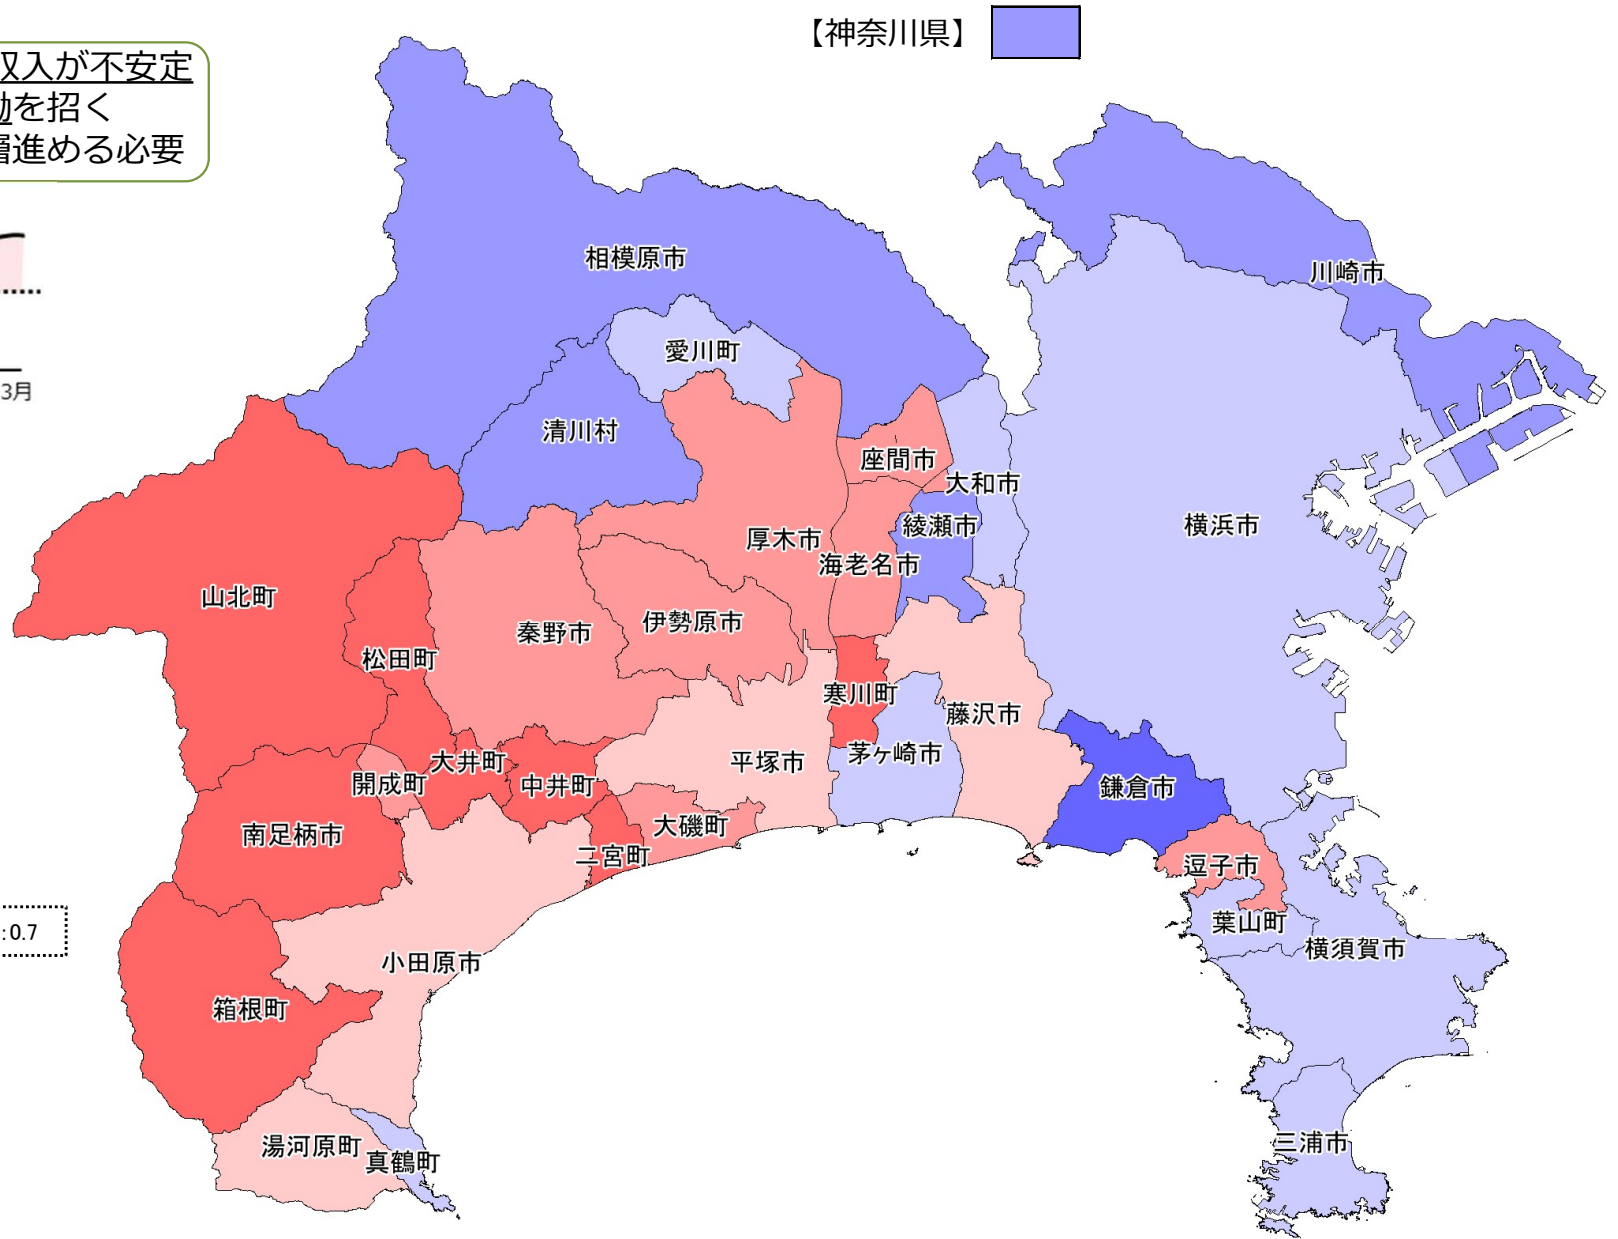 【神奈川県】
収入が不安定
を招く
層進める必要
3月
:0.7
相模原市
川崎市
愛川町
清川村
座間市
大和市
綾瀬市
横浜市
厚木市
海老名市
山北町
伊勢原市
秦野市
松田町
寒川町
藤沢市
茅ヶ崎市
大井町
平塚市
開成町
中井町
鎌倉市
大磯町
南足柄市
二宮町
逗子市
葉山町
横須賀市
小田原市
箱根町
三浦市
湯河原町
真鶴町